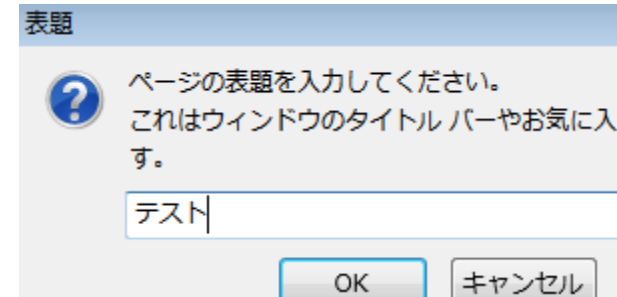 表題
ページの表題を入力してください。
これはウィンドウのタイトル バーやお気に入
す。
テスト
OK
キャンセル